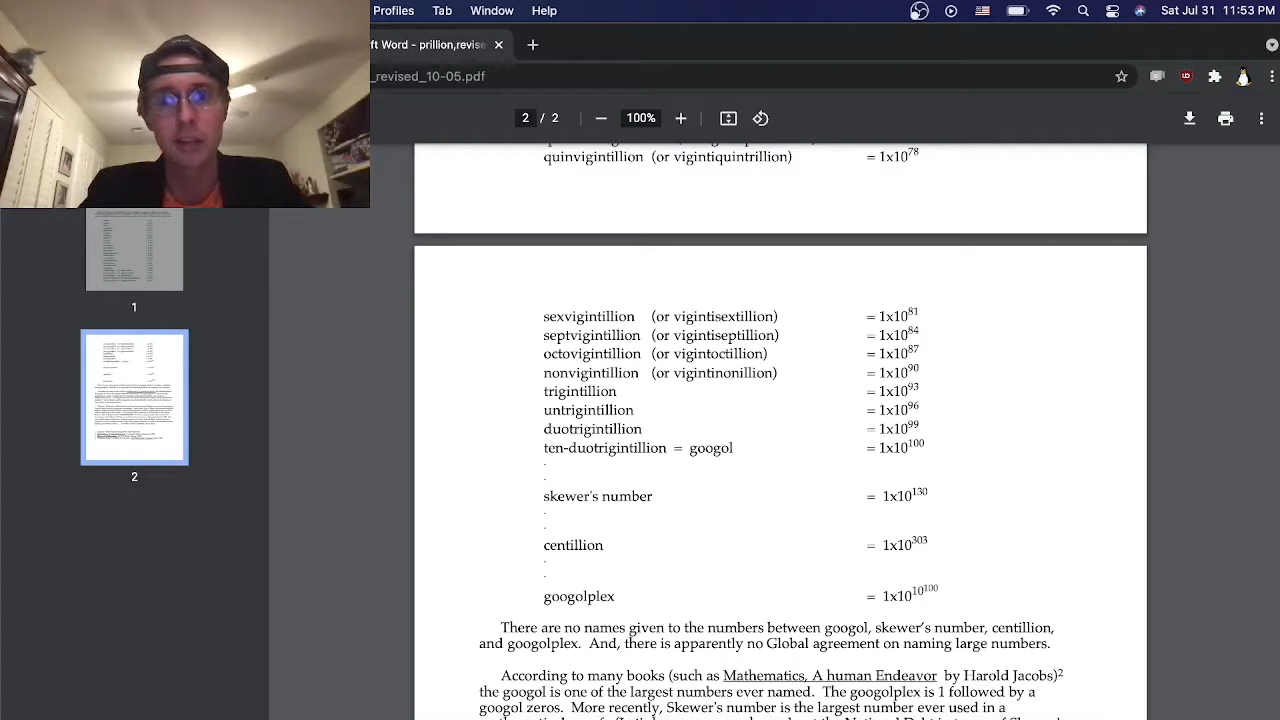 Profiles Tab Window Help Sat Jul 31 11:53 PM
ft Word - prillion,revise
_revised_10-05.pdf
2 / 2 100%
quinvigintillion (or vigintiquintrillion) = 1x10^78
1
2
sexvigintillion (or vigintisextillion) = 1x10^81
septvigintillion (or vigintiseptillion) = 1x10^84
octovigintillion (or vigintoctillion) = 1x10^87
nonvigintillion (or vigintinonillion) = 1x10^90
trigintillion = 1x10^93
untrigintillion = 1x10^96
duotrigintillion = 1x10^98
ten-duotrigintillion = googol = 1x10^100
.
.
skewer's number = 1x10^130
.
.
centillion = 1x10^303
.
.
googolplex = 1x10^10^100
There are no names given to the numbers between googol, skewer's number, centillion,
and googolplex. And, there is apparently no Global agreement on naming large numbers.
According to many books (such as Mathematics, A human Endeavor by Harold Jacobs)2
the googol is one of the largest numbers ever named. The googolplex is 1 followed by a
googol zeros. More recently, Skewer's number is the largest number ever used in a